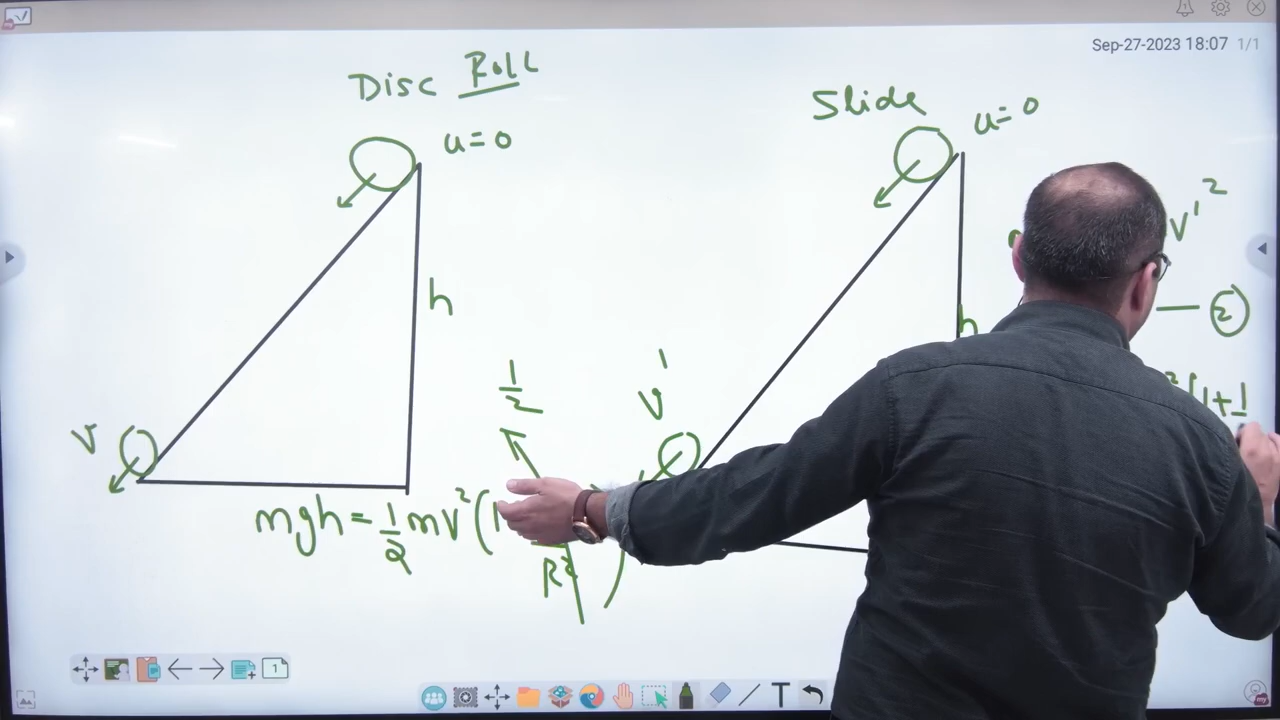 Sep-27-2023 18:07 1/1
Disc Roll
u=0
h
v
1/2
mgh = 1/2 mv²(1
R²
)
Slide
u=0
h
v'
v'²
— ②
²(1+1
1
T